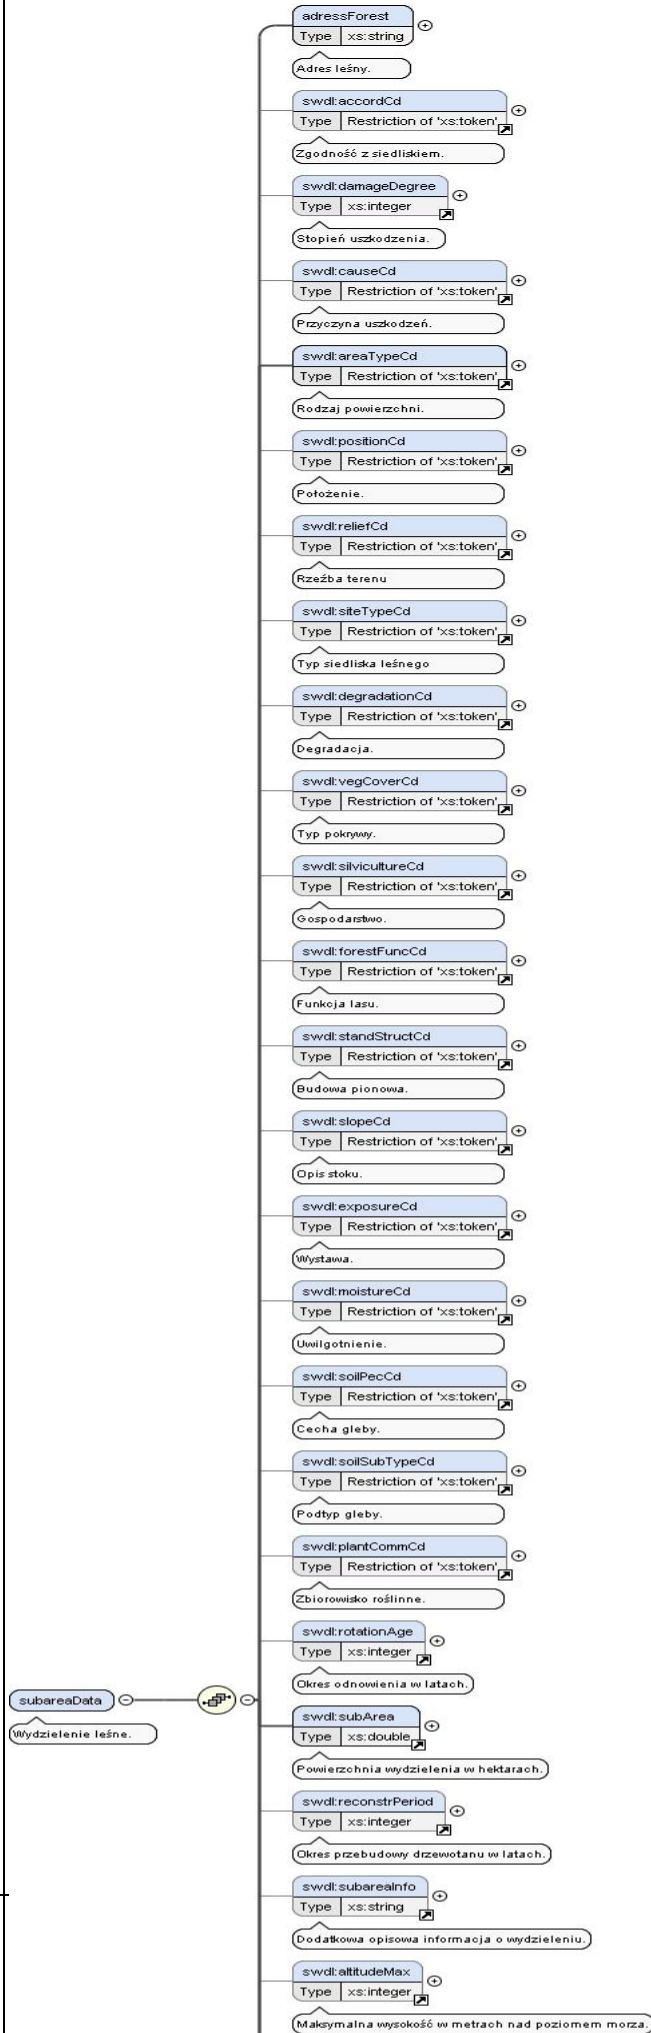 adressForest
Type xs:string
Adres leśny.
swdl:accordCd
Type Restriction of 'xs:token'
Zgodność z siedliskiem.
swdl:damageDegree
Type xs:integer
Stopień uszkodzenia.
swdl:causeCd
Type Restriction of 'xs:token'
Przyczyna uszkodzeń.
swdl:areaTypeCd
Type Restriction of 'xs:token'
Rodzaj powierzchni.
swdl:positionCd
Type Restriction of 'xs:token'
Położenie.
swdl:reliefCd
Type Restriction of 'xs:token'
Rzeźba terenu
swdl:siteTypeCd
Type Restriction of 'xs:token'
Typ siedliska leśnego
swdl:degradationCd
Type Restriction of 'xs:token'
Degradacja.
swdl:vegCoverCd
Type Restriction of 'xs:token'
Typ pokrywy.
swdl:silvicultureCd
Type Restriction of 'xs:token'
Gospodarstwo.
swdl:forestFuncCd
Type Restriction of 'xs:token'
Funkcja lasu.
swdl:standStructCd
Type Restriction of 'xs:token'
Budowa pionowa.
swdl:slopeCd
Type Restriction of 'xs:token'
Opis stoku.
swdl:exposureCd
Type Restriction of 'xs:token'
Wystawa.
swdl:moistureCd
Type Restriction of 'xs:token'
Uwilgotnienie.
swdl:soilPecCd
Type Restriction of 'xs:token'
Cecha gleby.
swdl:soilSubTypeCd
Type Restriction of 'xs:token'
Podtyp gleby.
swdl:plantCommCd
Type Restriction of 'xs:token'
Zbiorowisko roślinne.
swdl:rotationAge
Type xs:integer
Okres odnowienia w latach.
subareaData
Wydzielenie leśne.
swdl:subArea
Type xs:double
Powierzchnia wydzielenia w hektarach.
swdl:reconstrPeriod
Type xs:integer
Okres przebudowy drzewotanu w latach.
swdl:subareaInfo
Type xs:string
Dodatkowa opisowa informacja o wydzieleniu.
swdl:altitudeMax
Type xs:integer
Maksymalna wysokość w metrach nad poziomem morza.